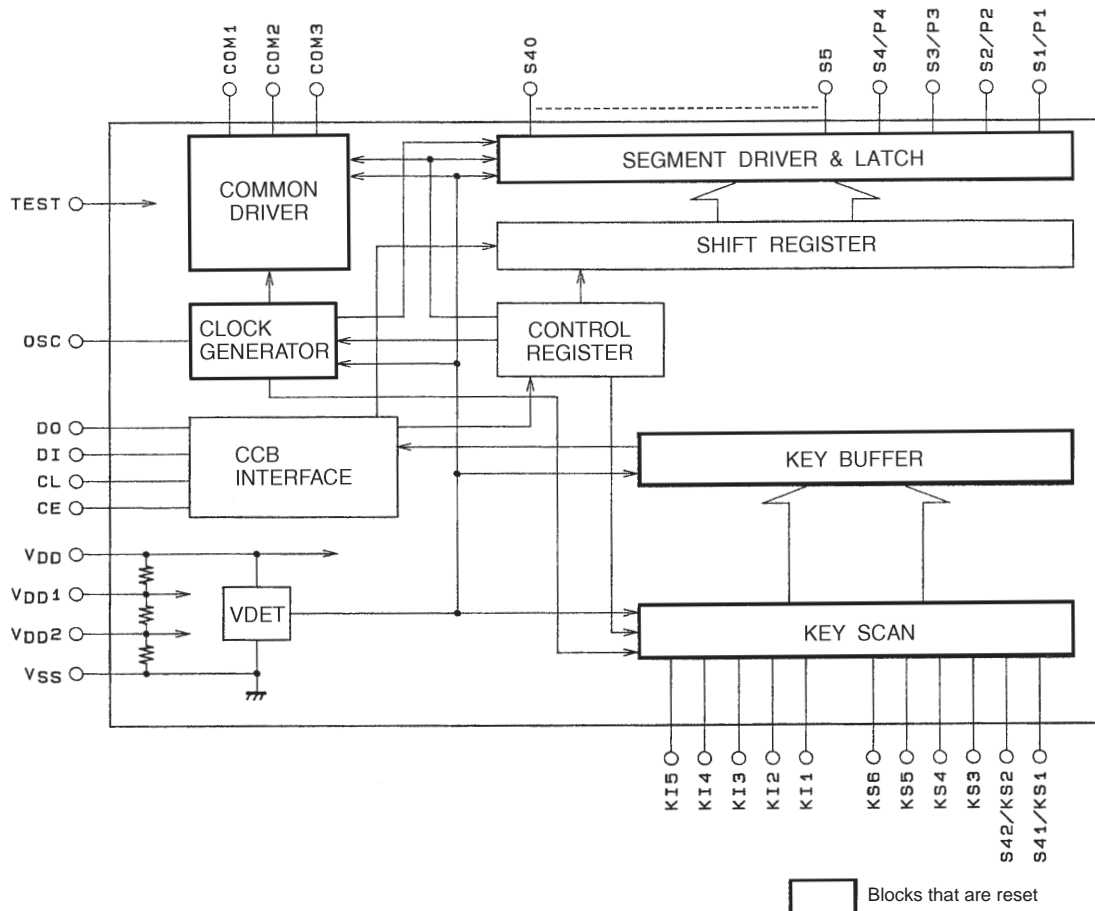 COM1
COM2
COM3
S40
S5
S4/P4
S3/P3
S2/P2
S1/P1
TEST
COMMON
DRIVER
SEGMENT DRIVER & LATCH
SHIFT REGISTER
OSC
CLOCK
GENERATOR
CONTROL
REGISTER
DO
DI
CL
CE
CCB
INTERFACE
KEY BUFFER
VDD
VDD1
VDD2
VSS
VDET
KEY SCAN
KI5
KI4
KI3
KI2
KI1
KS6
KS5
KS4
KS3
S42/KS2
S41/KS1
Blocks that are reset